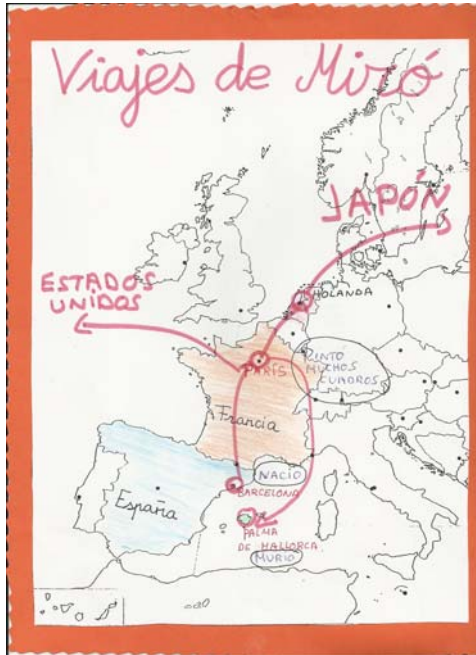 Viajes de Miró
JAPÓN
HOLANDA
ESTADOS
UNIDOS
PARÍS
PINTO
MUCHOS
CUADROS
Francia
NACIÓ
BARCELONA
España
PALMA
DE MALLORCA
MURIÓ